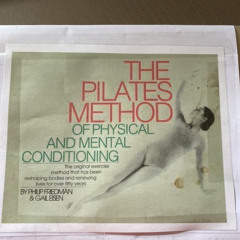 THE
PILATES
METHOD
OF PHYSICAL
AND MENTAL
CONDITIONING
The original exercise
method that has been
reshaping bodies and renewing
lives for over fifty years
BY PHILIP FRIEDMAN
& GAIL EISEN